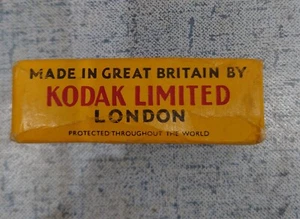 MADE IN GREAT BRITAIN BY
KODAK LIMITED
LONDON
PROTECTED THROUGHOUT THE WORLD